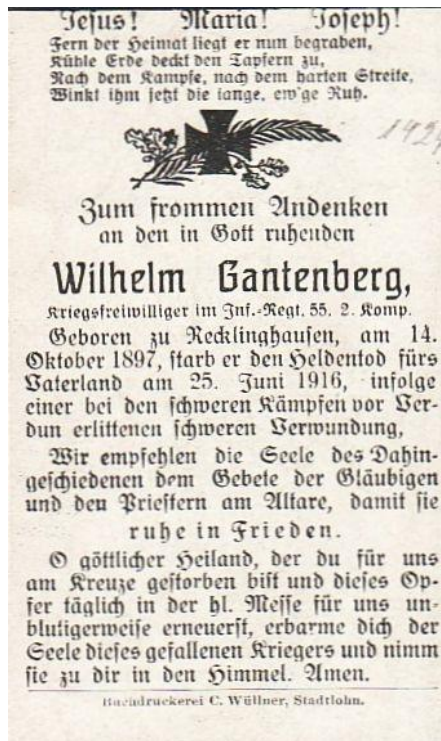 Jesus! Maria! Joseph!
Fern der Heimat liegt er nun begraben,
Kühle Erde deckt den Tapfern zu,
Nach dem Kampfe, nach dem harten Streite,
Winkt ihm jetzt die lange, ew'ge Ruh.
Zum frommen Andenken
an den in Gott ruhenden
Wilhelm Gantenberg,
Kriegsfreiwilliger im Inf.-Regt. 55, 2. Komp.
Geboren zu Recklinghausen, am 14.
Oktober 1897, starb er den Heldentod fürs
Vaterland am 25. Juni 1916, infolge
einer bei den schweren Kämpfen vor Ver-
dun erlittenen schweren Verwundung,
Wir empfehlen die Seele des Dahin-
geschiedenen dem Gebete der Gläubigen
und den Priestern am Altare, damit sie
ruhe in Frieden.
O göttlicher Heiland, der du für uns
am Kreuze gestorben bist und dieses Op-
fer täglich in der hl. Messe für uns un-
blutigerweise erneuerst, erbarme dich der
Seele dieses gefallenen Kriegers und nimm
sie zu dir in den Himmel. Amen.
Buchdruckerei C. Wüllner, Stadtlohn.